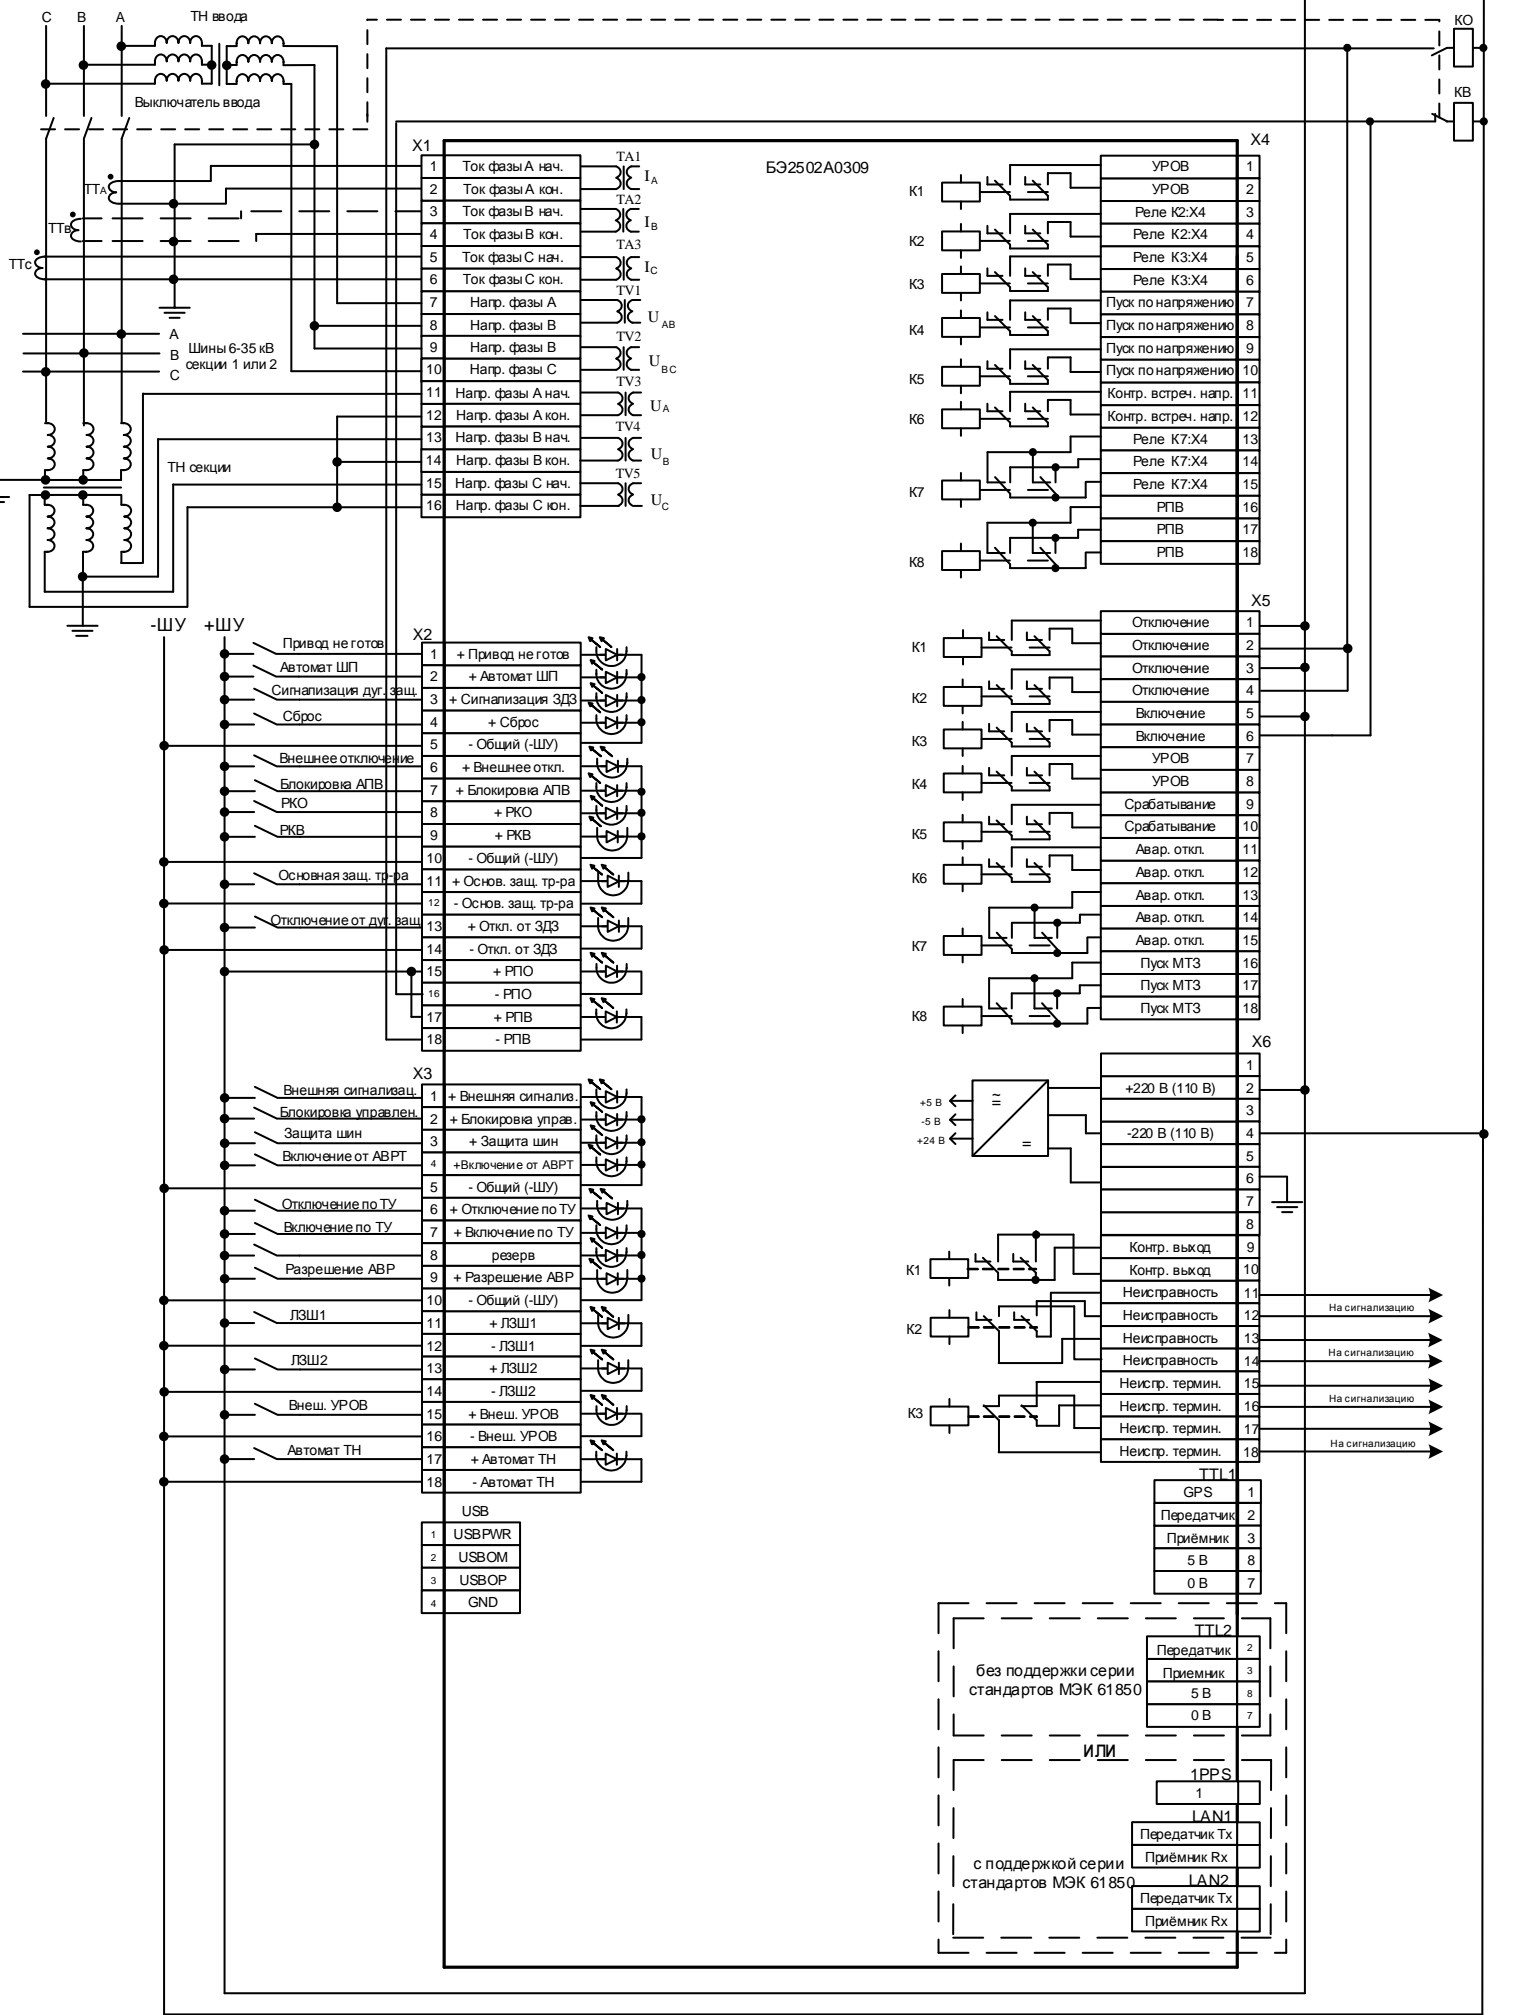 С В А
ТН ввода
Выключатель ввода
КО
КВ
ТТА
ТТв
ТТс
А
В
С
Шины 6-35 кВ
секции 1 или 2
ТН секции
-ШУ +ШУ
БЭ2502А0309
X1
1 Ток фазы А нач.
2 Ток фазы А кон.
3 Ток фазы В нач.
4 Ток фазы В кон.
5 Ток фазы С нач.
6 Ток фазы С кон.
7 Напр. фазы А
8 Напр. фазы В
9 Напр. фазы В
10 Напр. фазы С
11 Напр. фазы А нач.
12 Напр. фазы А кон.
13 Напр. фазы В нач.
14 Напр. фазы В кон.
15 Напр. фазы С нач.
16 Напр. фазы С кон.
TA1 IA
TA2 IB
TA3 IC
TV1 UAB
TV2 UBC
TV3 UA
TV4 UB
TV5 UC
X2
Привод не готов 1 + Привод не готов
Автомат ШП 2 + Автомат ШП
Сигнализация дуг. защ. 3 + Сигнализация ЗДЗ
Сброс 4 + Сброс
5 - Общий (-ШУ)
Внешнее отключение 6 + Внешнее откл.
Блокировка АПВ 7 + Блокировка АПВ
РКО 8 + РКО
РКВ 9 + РКВ
10 - Общий (-ШУ)
Основная защ. тр-ра 11 + Основ. защ. тр-ра
12 - Основ. защ. тр-ра
Отключение от дуг. защ 13 + Откл. от ЗДЗ
14 - Откл. от ЗДЗ
15 + РПО
16 - РПО
17 + РПВ
18 - РПВ
X3
Внешняя сигнализац. 1 + Внешняя сигнализ.
Блокировка управлен. 2 + Блокировка управ.
Защита шин 3 + Защита шин
Включение от АВРТ 4 +Включение от АВРТ
5 - Общий (-ШУ)
Отключение по ТУ 6 + Отключение по ТУ
Включение по ТУ 7 + Включение по ТУ
8 резерв
Разрешение АВР 9 + Разрешение АВР
10 - Общий (-ШУ)
ЛЗШ1 11 + ЛЗШ1
12 - ЛЗШ1
ЛЗШ2 13 + ЛЗШ2
14 - ЛЗШ2
Внеш. УРОВ 15 + Внеш. УРОВ
16 - Внеш. УРОВ
Автомат ТН 17 + Автомат ТН
18 - Автомат ТН
USB
1 USBPWR
2 USBOM
3 USBOP
4 GND
X4
К1
К2
К3
К4
К5
К6
К7
К8
УРОВ 1
УРОВ 2
Реле К2:Х4 3
Реле К2:Х4 4
Реле К3:Х4 5
Реле К3:Х4 6
Пуск по напряжению 7
Пуск по напряжению 8
Пуск по напряжению 9
Пуск по напряжению 10
Контр. встреч. напр. 11
Контр. встреч. напр. 12
Реле К7:Х4 13
Реле К7:Х4 14
Реле К7:Х4 15
РПВ 16
РПВ 17
РПВ 18
X5
К1
К2
К3
К4
К5
К6
К7
К8
Отключение 1
Отключение 2
Отключение 3
Отключение 4
Включение 5
Включение 6
УРОВ 7
УРОВ 8
Срабатывание 9
Срабатывание 10
Авар. откл. 11
Авар. откл. 12
Авар. откл. 13
Авар. откл. 14
Авар. откл. 15
Пуск МТЗ 16
Пуск МТЗ 17
Пуск МТЗ 18
X6
+5 В
-5 В
+24 В
К1
К2
К3
1
+220 В (110 В) 2
3
-220 В (110 В) 4
5
6
7
8
Контр. выход 9
Контр. выход 10
Неисправность 11
Неисправность 12
Неисправность 13
Неисправность 14
Неиспр. термин. 15
Неиспр. термин. 16
Неиспр. термин. 17
Неиспр. термин. 18
На сигнализацию
На сигнализацию
На сигнализацию
На сигнализацию
TTL1
GPS 1
Передатчик 2
Приёмник 3
5 В 8
0 В 7
TTL2
Передатчик 2
Приемник 3
5 В 8
0 В 7
без поддержки серии
стандартов МЭК 61850
ИЛИ
1PPS
1
LAN1
Передатчик Tx
Приёмник Rx
с поддержкой серии
стандартов МЭК 61850
LAN2
Передатчик Tx
Приёмник Rx